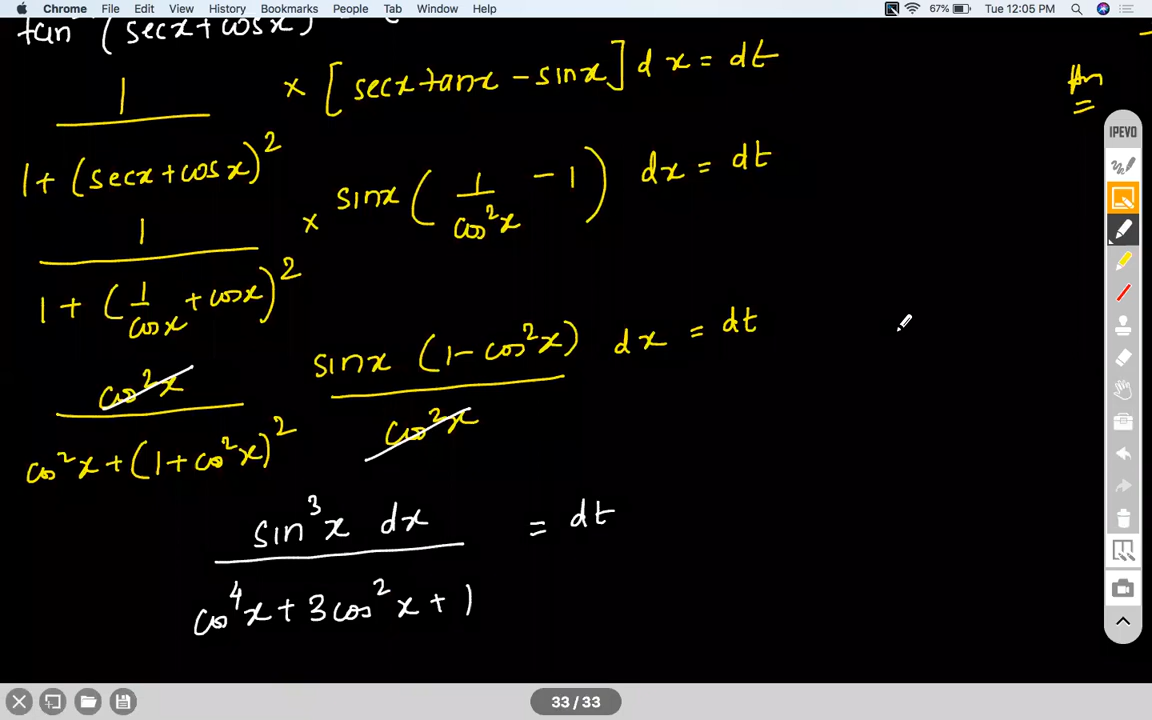 Chrome File Edit View History Bookmarks People Tab Window Help 67% Tue 12:05 PM
tan (secx+cosx)
1 / 1+(secx+cosx)² × [secx tanx - sinx] dx = dt
Ans
IPEVO
1 / 1+(1/cosx + cosx)² × sinx (1/cos²x - 1) dx = dt
cos²x / cos²x+(1+cos²x)² sinx (1-cos²x) / cos²x dx = dt
sin³x dx / cos⁴x+3cos²x+1 = dt
33 / 33